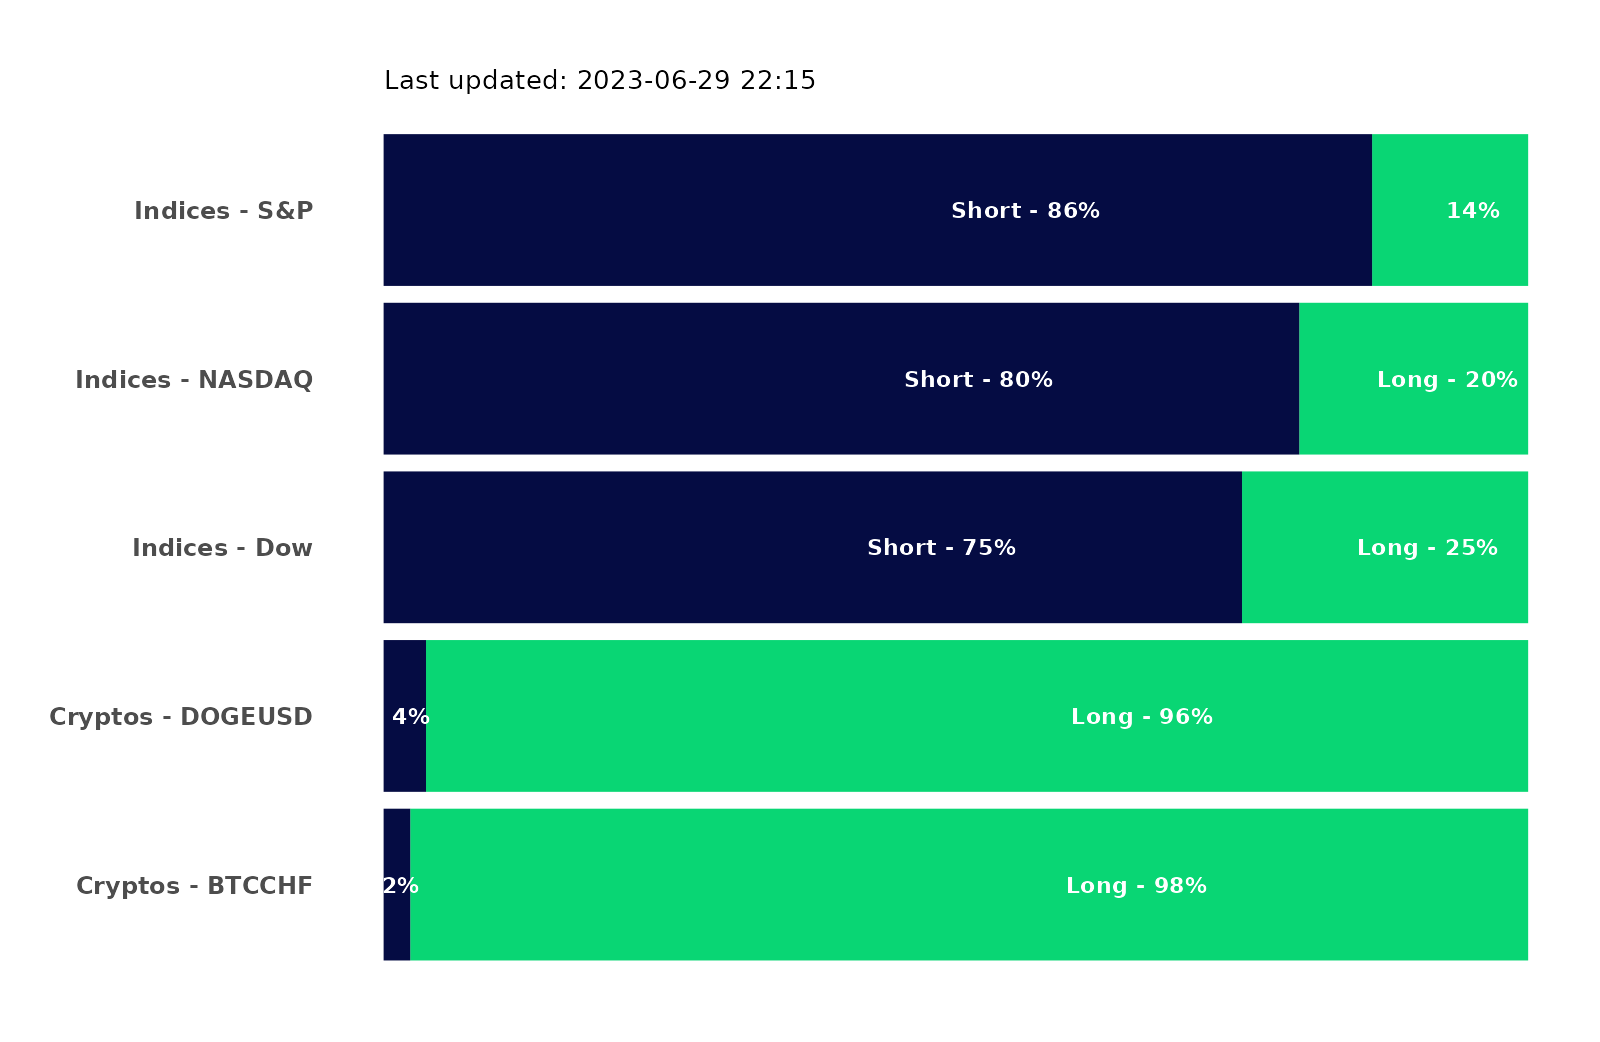 Last updated: 2023-06-29 22:15
Indices - S&P Short - 86% 14%
Indices - NASDAQ Short - 80% Long - 20%
Indices - Dow Short - 75% Long - 25%
Cryptos - DOGEUSD 4% Long - 96%
Cryptos - BTCCHF 2% Long - 98%